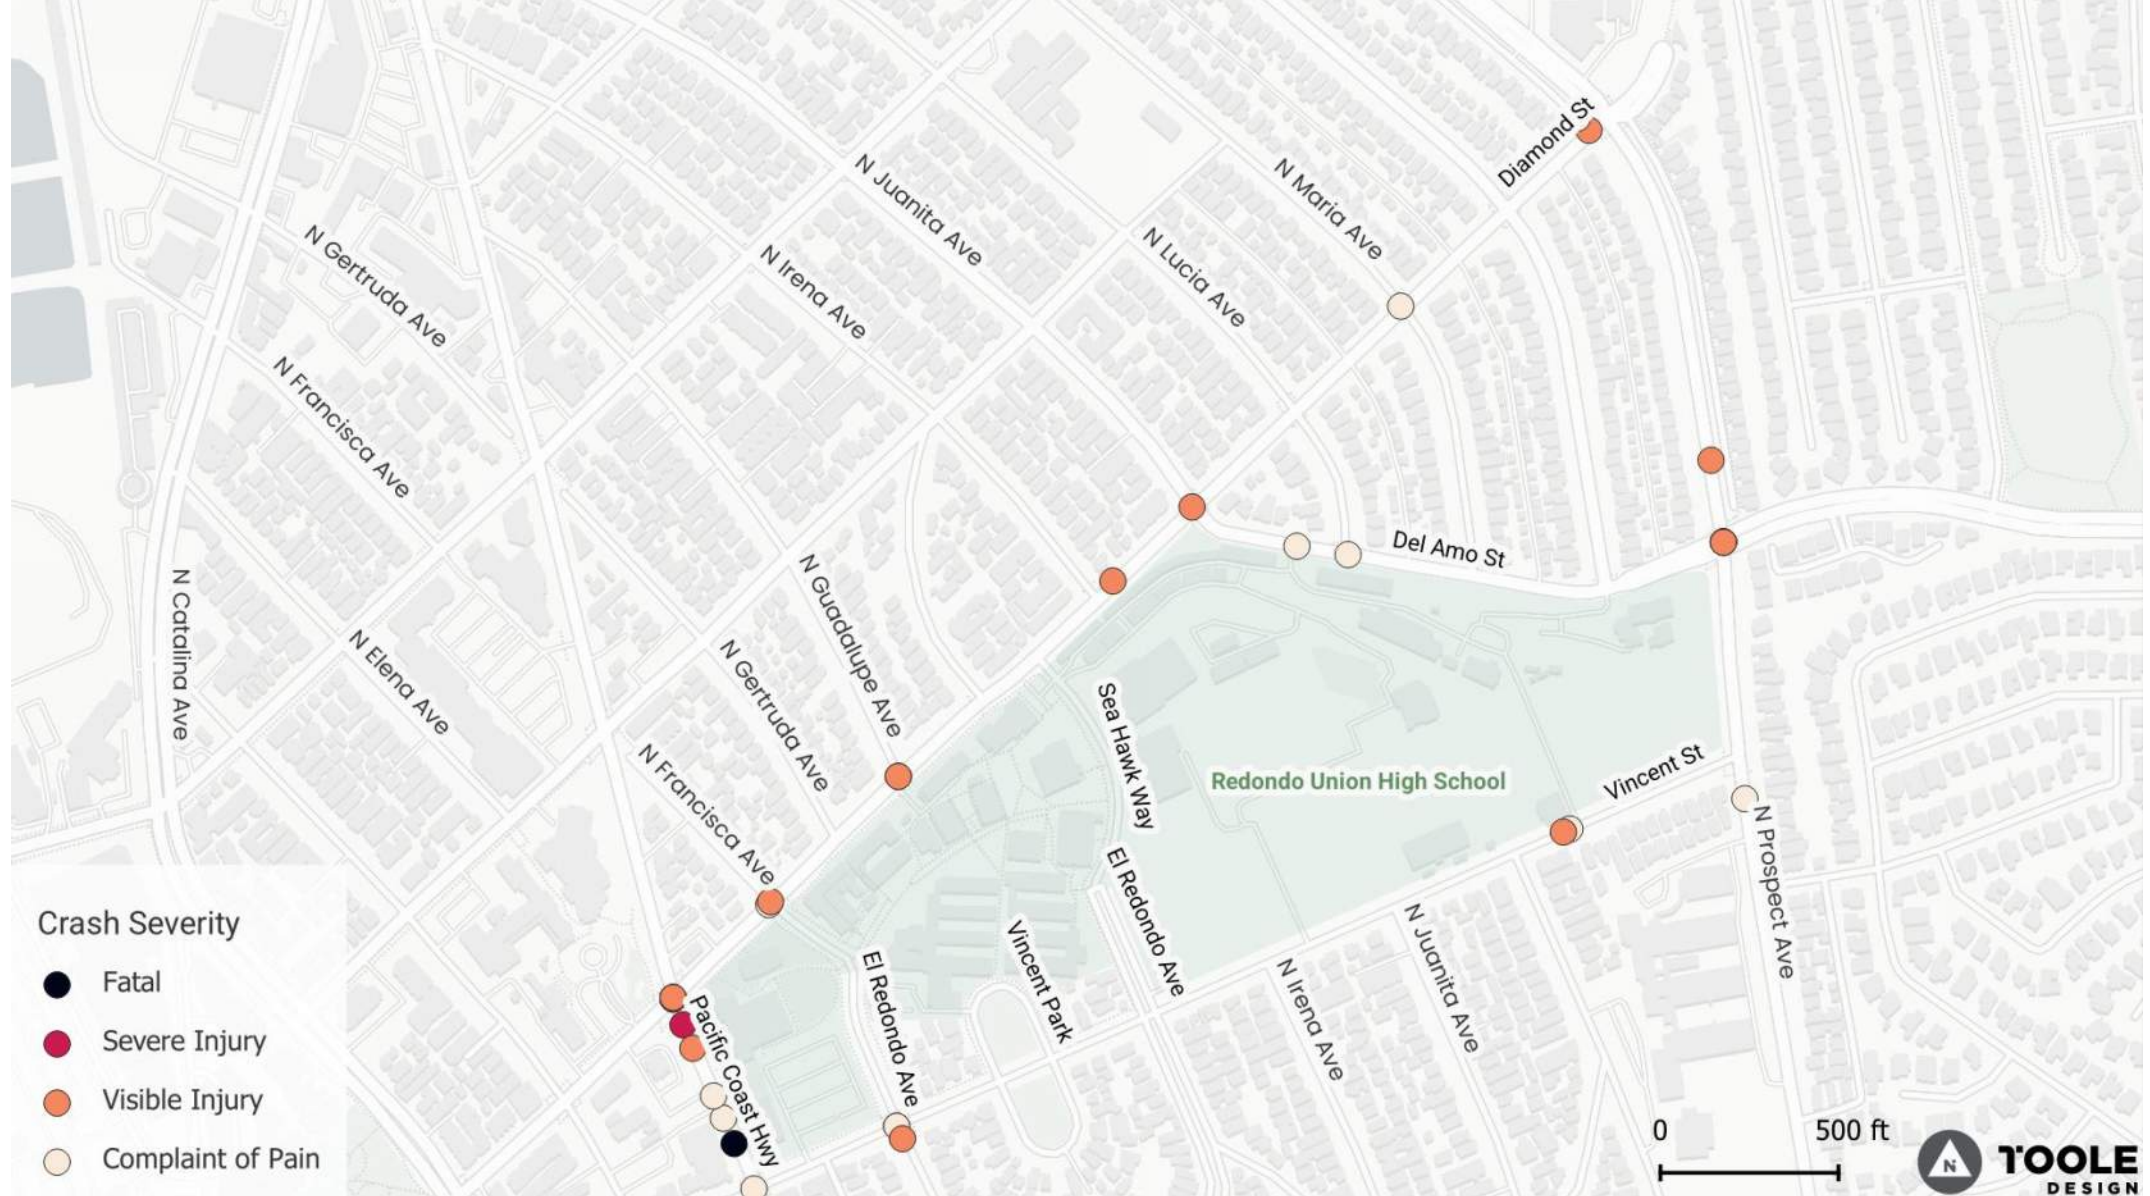 Diamond St
N Juanita Ave
N Maria Ave
N Gertruda Ave
N Irena Ave
N Lucia Ave
N Francisca Ave
Del Amo St
N Catalina Ave
N Elena Ave
N Guadalupe Ave
N Gertruda Ave
Sea Hawk Way
N Francisca Ave
Redondo Union High School
Vincent St
El Redondo Ave
N Prospect Ave
Vincent Park
El Redondo Ave
N Irena Ave
N Juanita Ave
Pacific Coast Hwy
Crash Severity
Fatal
Severe Injury
Visible Injury
Complaint of Pain
0 500 ft
N
TOOLE
DESIGN